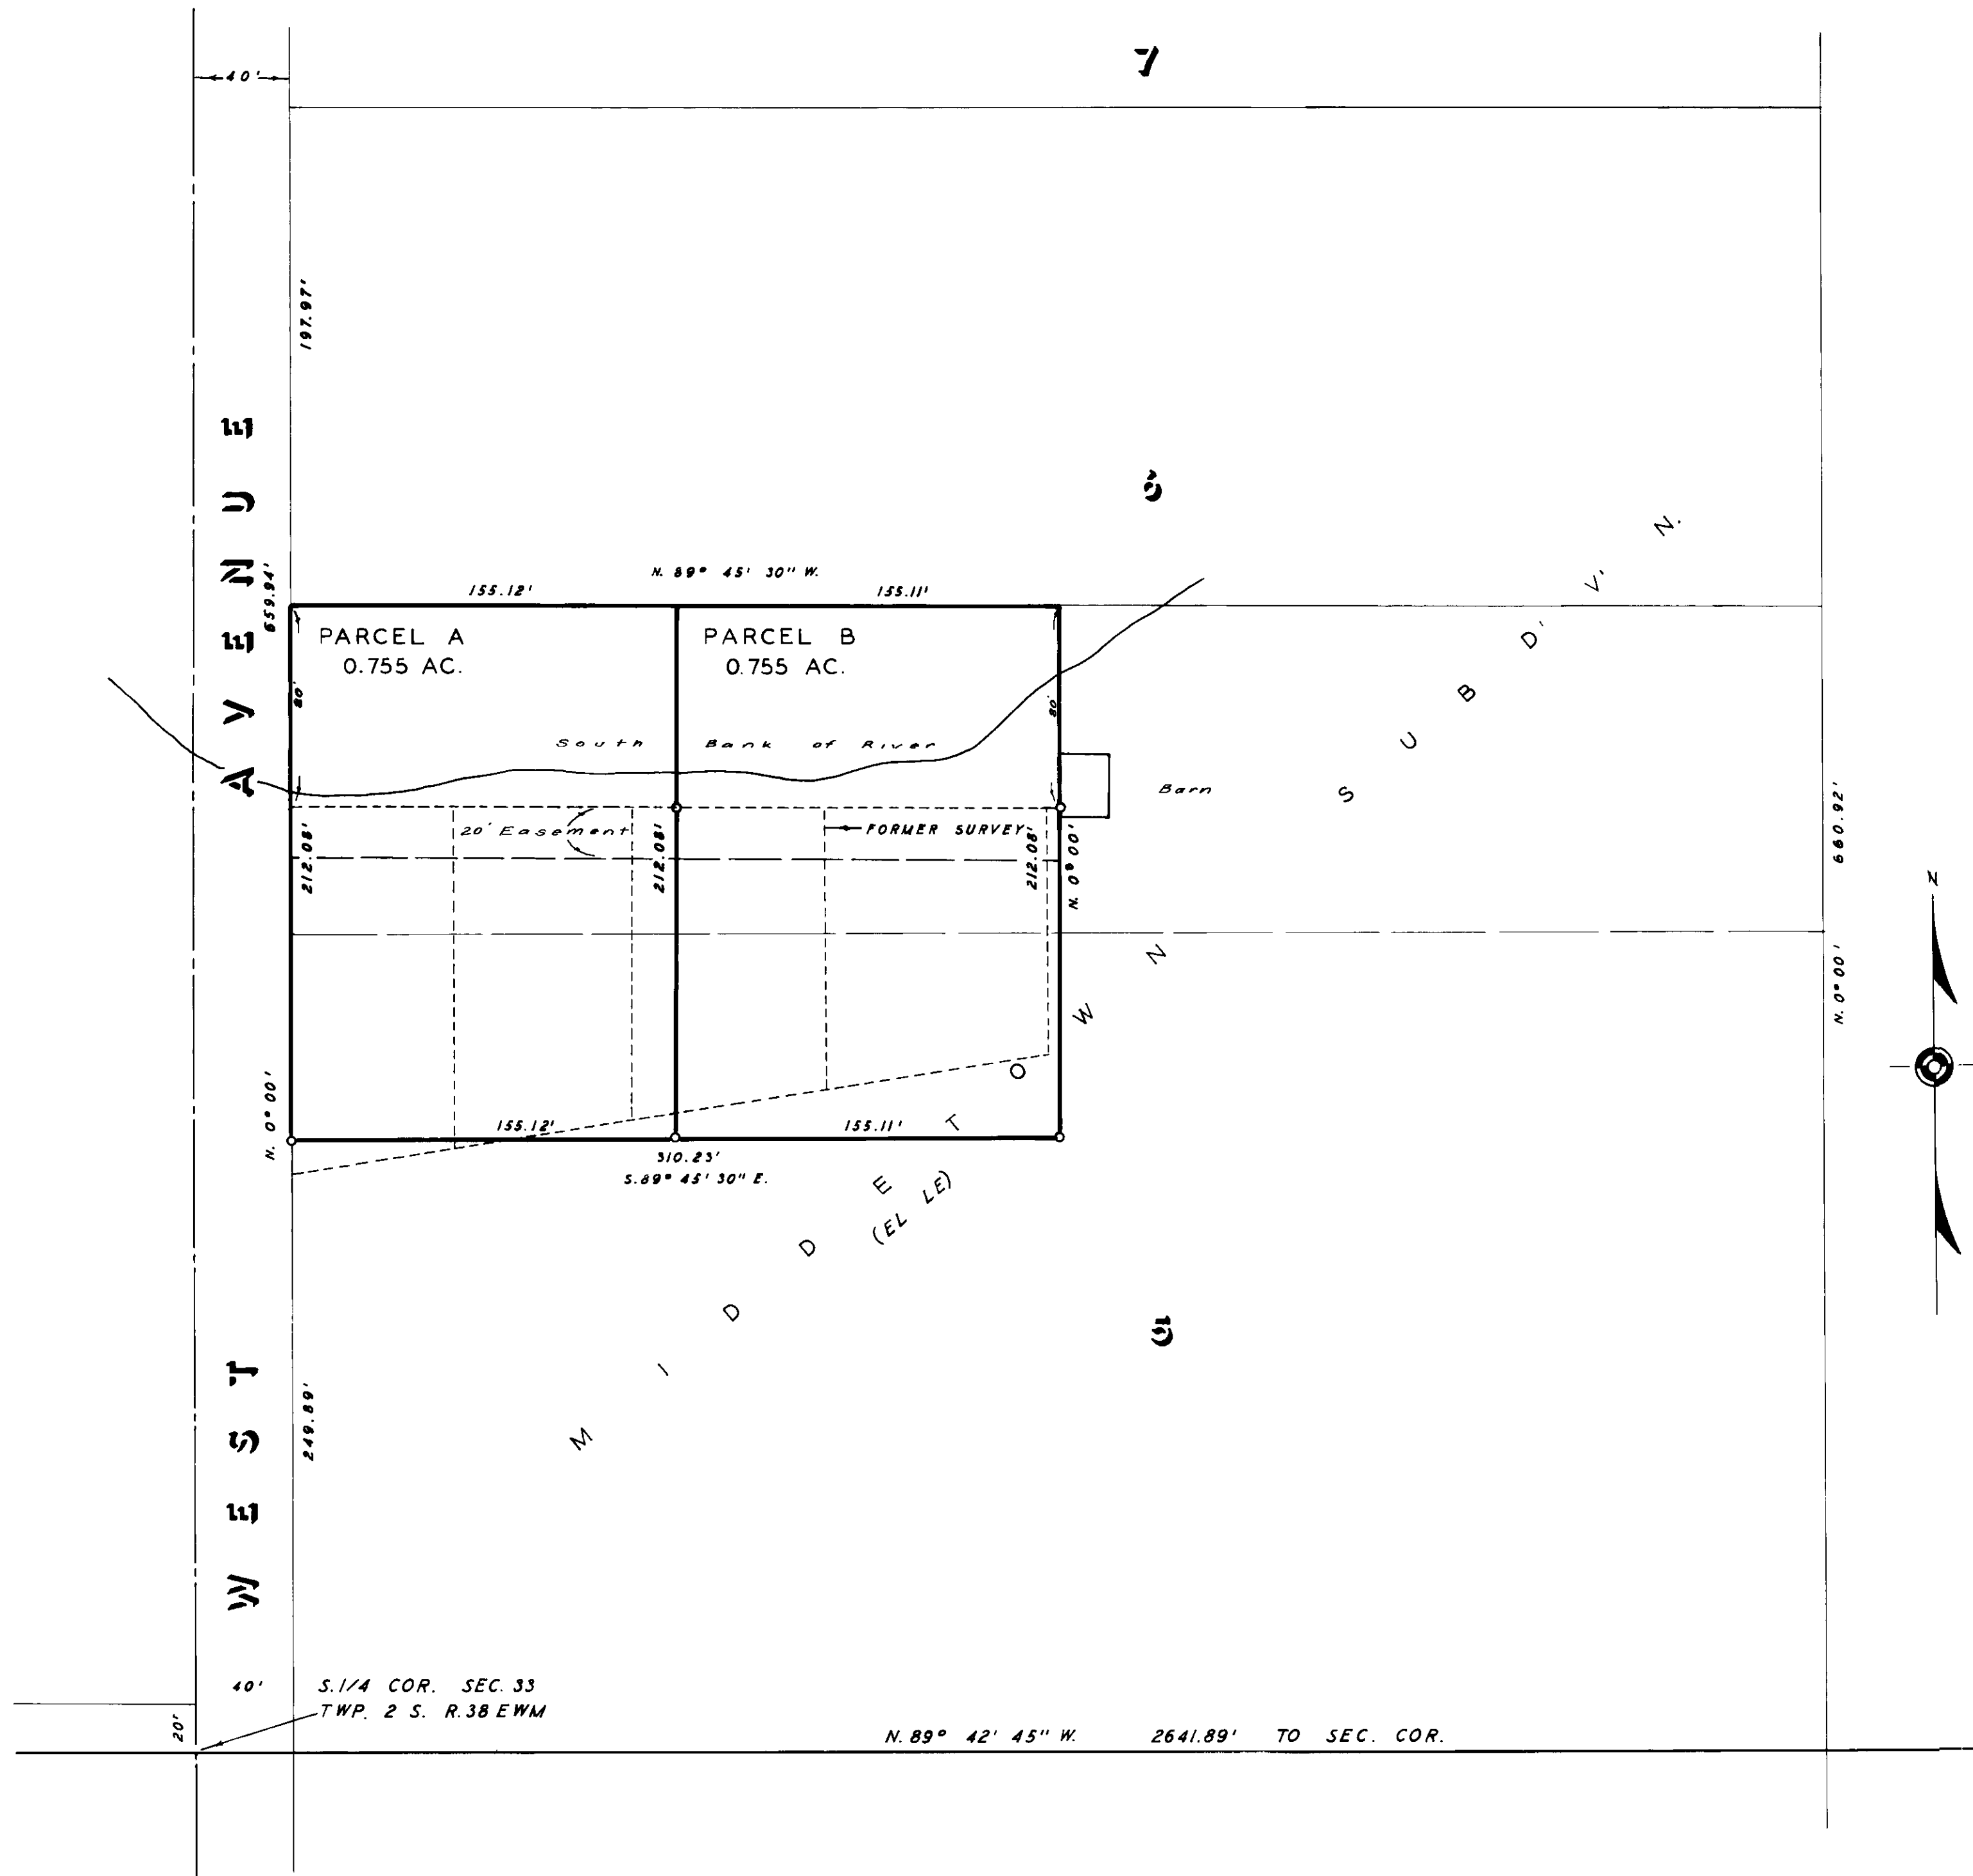 40'
7
197.97'
WEST AVENUE
659.94'
6
N. 89° 45' 30" W.
155.12'
155.11'
PARCEL A
0.755 AC.
PARCEL B
0.755 AC.
80'
80'
South Bank of River
Barn
20' Easement
FORMER SURVEY
212.08'
212.08'
212.08'
N. 0° 00'
660.92'
N. 0° 00'
N
N. 0° 00'
155.12'
155.11'
310.23'
S. 89° 45' 30" E.
MIDDETOWN SUBD'V'N.
(EL LE)
5
249.89'
40'
S. 1/4 COR. SEC. 33
TWP. 2 S. R. 38 EWM
20'
N. 89° 42' 45" W. 2641.89' TO SEC. COR.